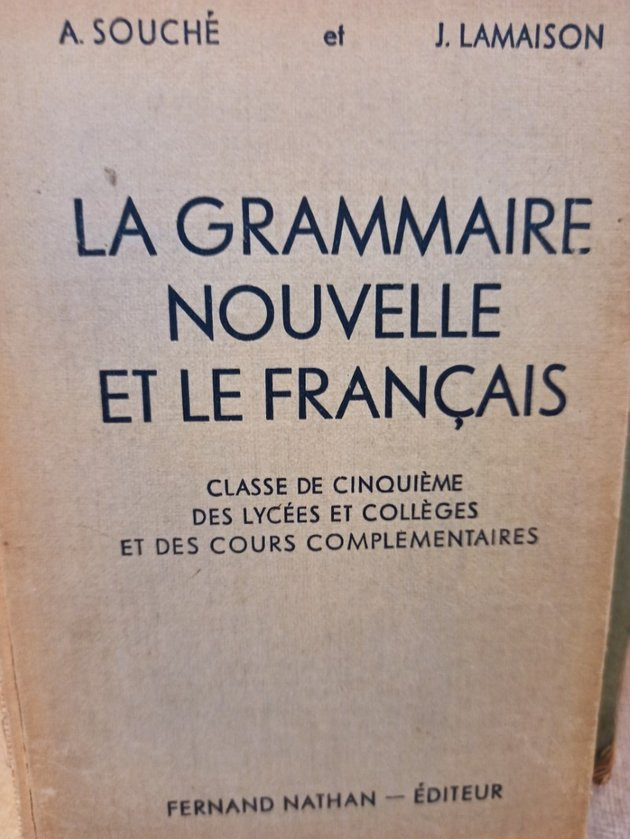 A. SOUCHÉ et J. LAMAISON
LA GRAMMAIRE
NOUVELLE
ET LE FRANÇAIS
CLASSE DE CINQUIÈME
DES LYCÉES ET COLLÈGES
ET DES COURS COMPLÉMENTAIRES
FERNAND NATHAN — ÉDITEUR